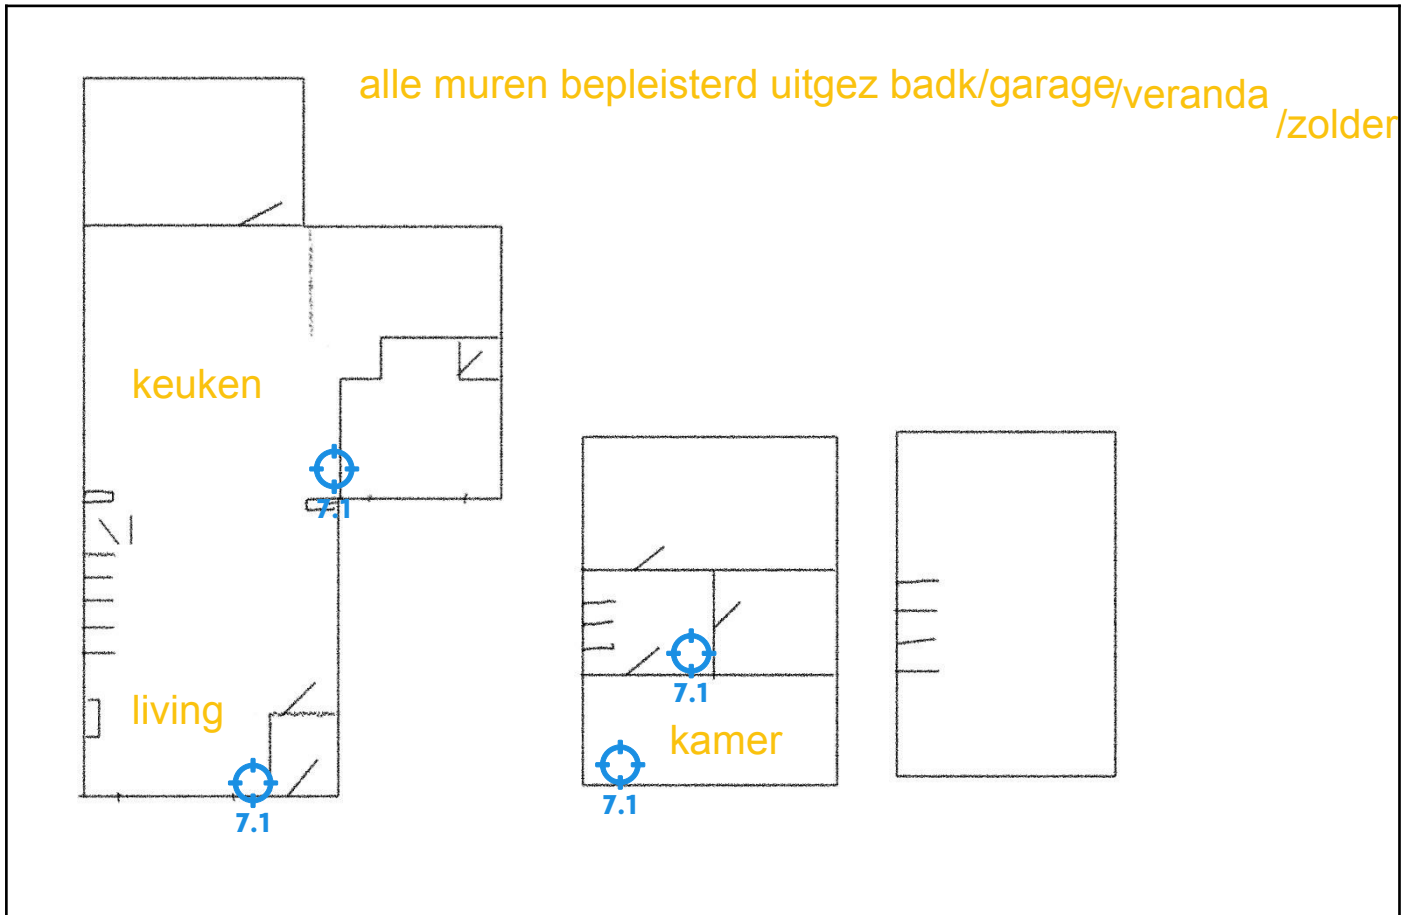 alle muren bepleisterd uitgez badk/garage/veranda
/zolder
keuken
7.1
7.1
living
kamer
7.1
7.1